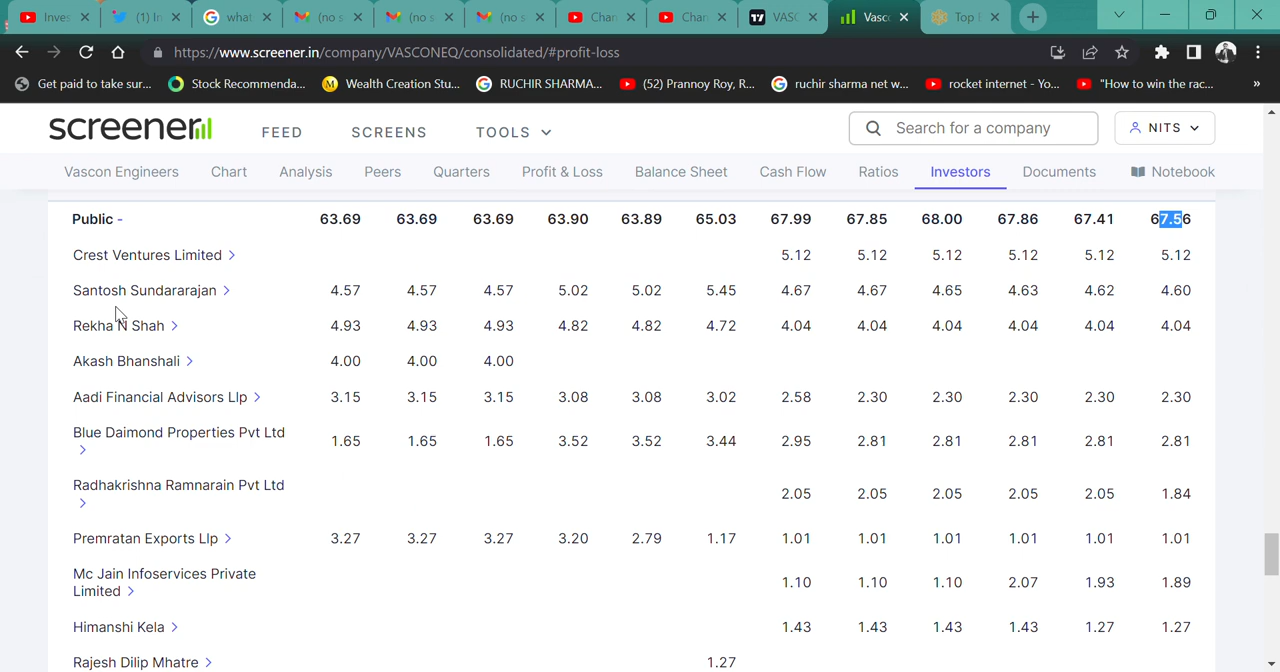 Inves
(1) In
what
(no s
(no s
(no s
Chan
Chan
VASC
Vasco
Top
https://www.screener.in/company/VASCONEQ/consolidated/#profit-loss
Get paid to take sur...
Stock Recommenda...
Wealth Creation Stu...
RUCHIR SHARMA...
(52) Prannoy Roy, R...
ruchir sharma net w...
rocket internet - Yo...
"How to win the rac...
»
screener
FEED
SCREENS
TOOLS
Search for a company
NITS
Vascon Engineers
Chart
Analysis
Peers
Quarters
Profit & Loss
Balance Sheet
Cash Flow
Ratios
Investors
Documents
Notebook
Public - 63.69 63.69 63.69 63.90 63.89 65.03 67.99 67.85 68.00 67.86 67.41 67.56
Crest Ventures Limited 5.12 5.12 5.12 5.12 5.12 5.12
Santosh Sundararajan 4.57 4.57 4.57 5.02 5.02 5.45 4.67 4.67 4.65 4.63 4.62 4.60
Rekha N Shah 4.93 4.93 4.93 4.82 4.82 4.72 4.04 4.04 4.04 4.04 4.04 4.04
Akash Bhanshali 4.00 4.00 4.00
Aadi Financial Advisors Llp 3.15 3.15 3.15 3.08 3.08 3.02 2.58 2.30 2.30 2.30 2.30 2.30
Blue Daimond Properties Pvt Ltd 1.65 1.65 1.65 3.52 3.52 3.44 2.95 2.81 2.81 2.81 2.81 2.81
Radhakrishna Ramnarain Pvt Ltd 2.05 2.05 2.05 2.05 2.05 1.84
Premratan Exports Llp 3.27 3.27 3.27 3.20 2.79 1.17 1.01 1.01 1.01 1.01 1.01 1.01
Mc Jain Infoservices Private
Limited 1.10 1.10 1.10 2.07 1.93 1.89
Himanshi Kela 1.43 1.43 1.43 1.43 1.27 1.27
Rajesh Dilip Mhatre 1.27